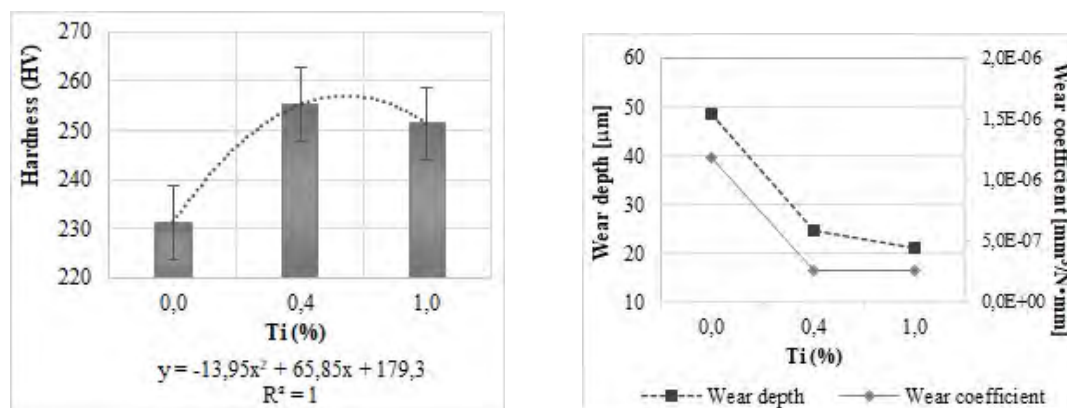 270
260
250
240
230
220
Hardness (HV)
0,0 0,4 1,0
Ti (%)
y = -13,95x² + 65,85x + 179,3
R² = 1
60
50
40
30
20
10
Wear depth [µm]
2,0E-06
1,5E-06
1,0E-06
5,0E-07
0,0E+00
Wear coefficient [mm³/N•mm]
0,0 0,4 1,0
Ti (%)
Wear depth Wear coefficient